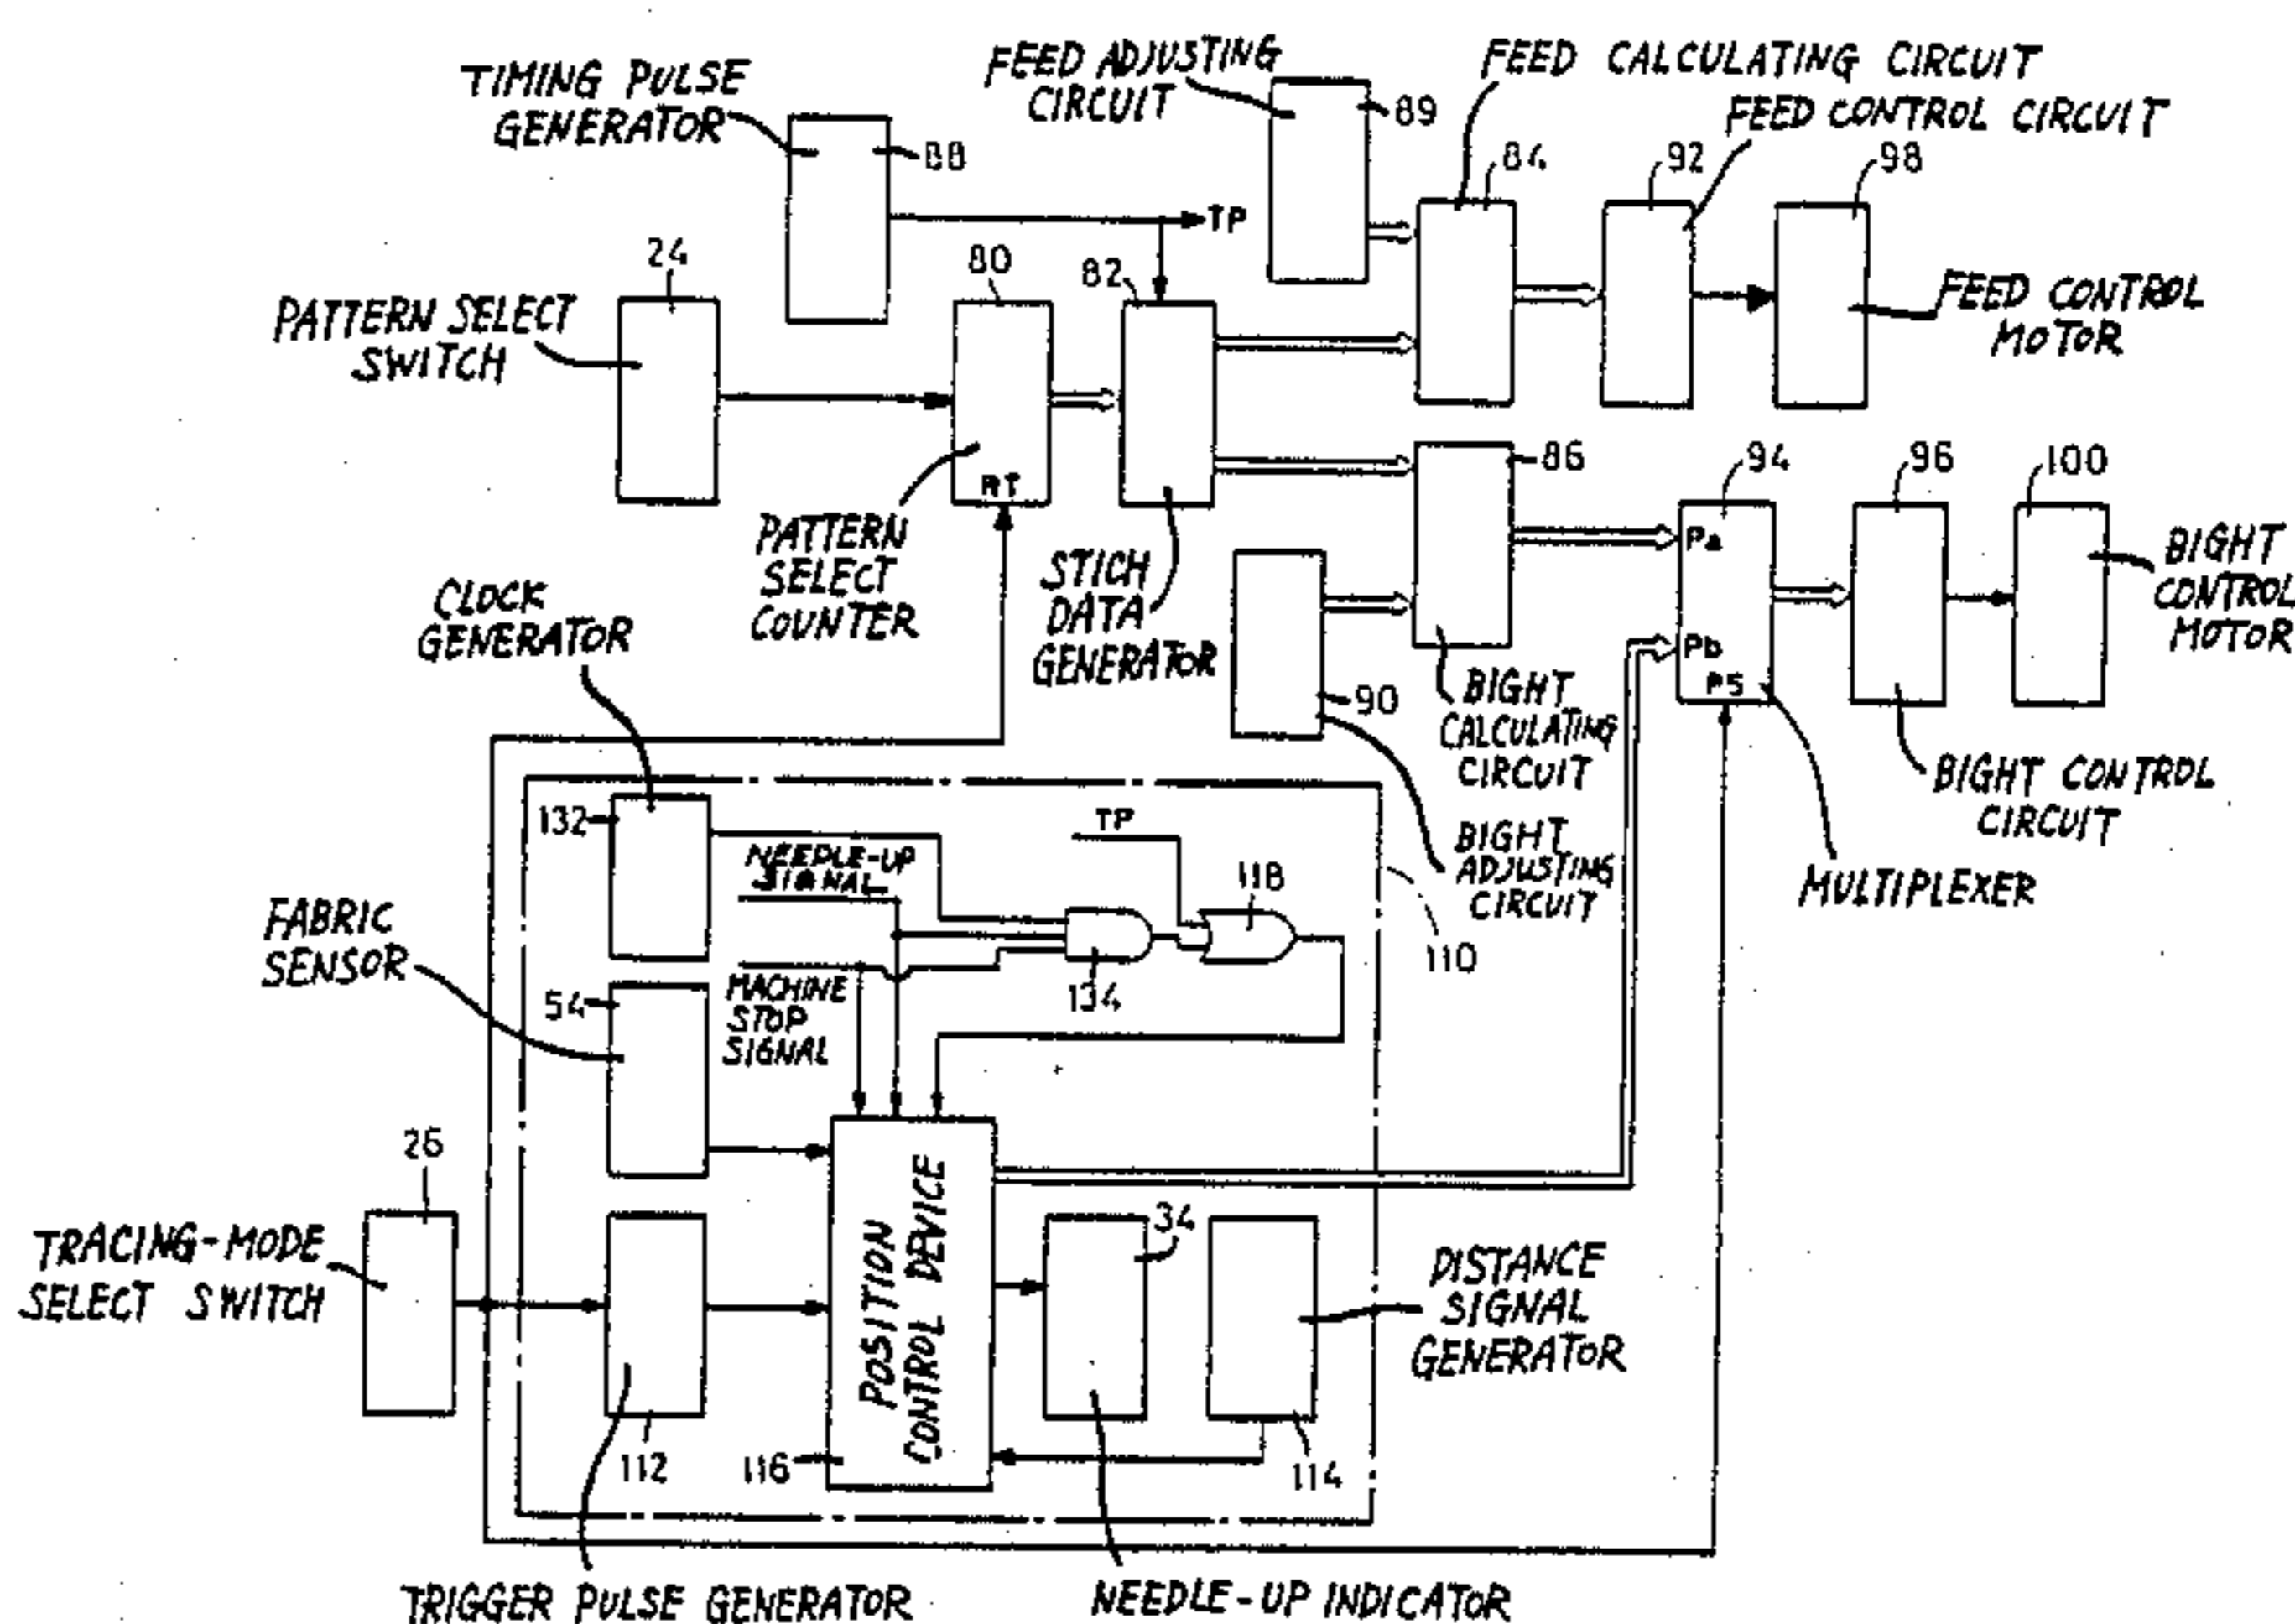 TIMING PULSE
GENERATOR
88
TP
FEED ADJUSTING
CIRCUIT
89
FEED CALCULATING CIRCUIT
84
FEED CONTROL CIRCUIT
92
98
FEED CONTROL
MOTOR
PATTERN SELECT
SWITCH
24
80
RT
PATTERN
SELECT
COUNTER
82
STICH
DATA
GENERATOR
86
BIGHT
CALCULATING
CIRCUIT
90
BIGHT
ADJUSTING
CIRCUIT
94
Pa
Pb
PS
MULTIPLEXER
96
BIGHT CONTROL
CIRCUIT
100
BIGHT
CONTROL
MOTOR
CLOCK
GENERATOR
132
NEEDLE-UP
SIGNAL
TP
118
134
110
FABRIC
SENSOR
54
MACHINE
STOP
SIGNAL
26
TRACING-MODE
SELECT SWITCH
112
TRIGGER PULSE GENERATOR
POSITION
CONTROL DEVICE
116
34
NEEDLE-UP INDICATOR
DISTANCE
SIGNAL
GENERATOR
114